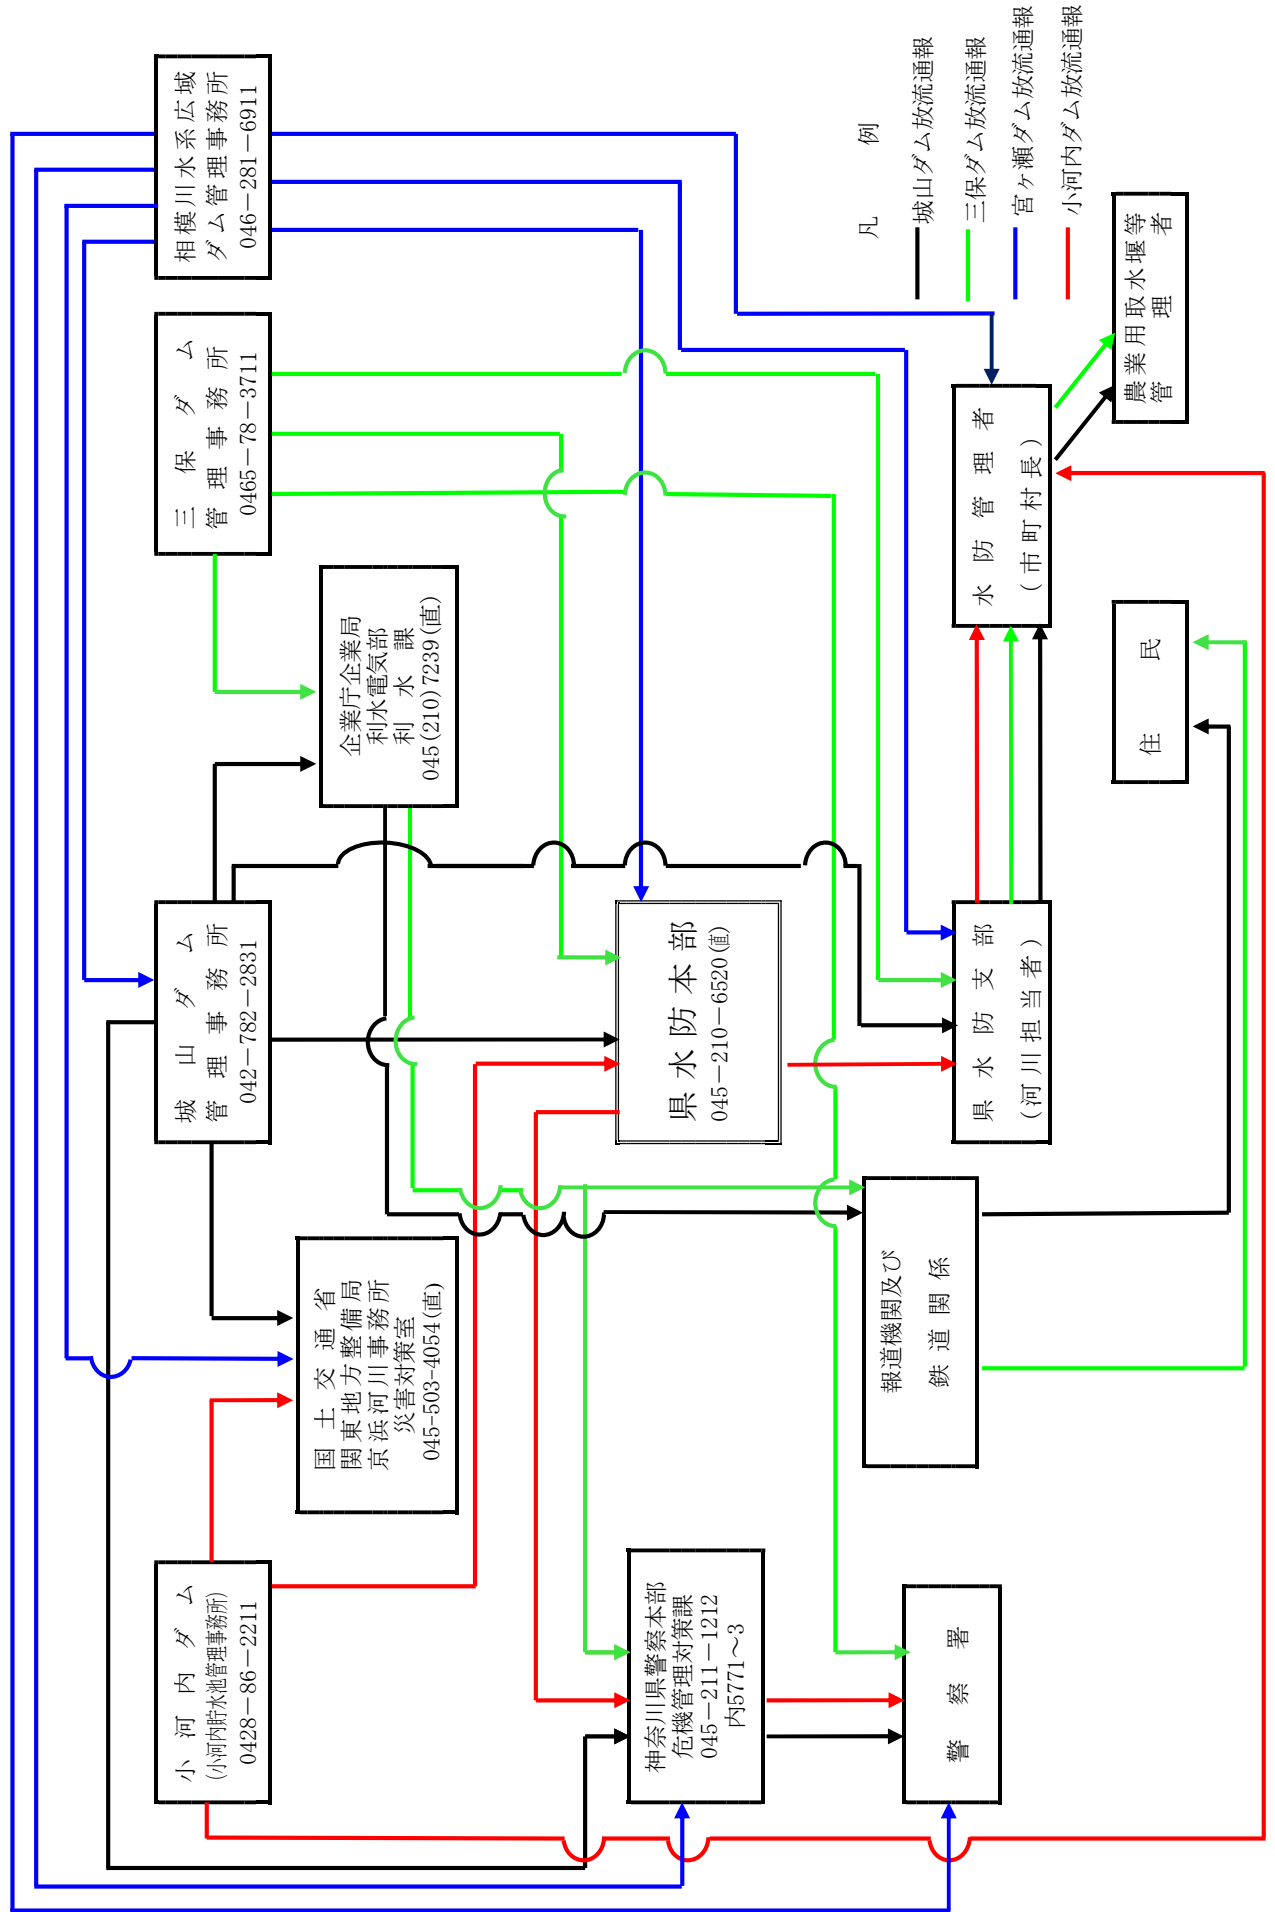 小河内ダム
(小河内貯水池管理事務所)
0428－86－2211
城山ダム
管理事務所
042－782－2831
三保ダム
管理事務所
0465－78－3711
相模川水系広域
ダム管理事務所
046－281－6911
国土交通省
関東地方整備局
京浜河川事務所
災害対策室
045-503-4054(直)
企業庁企業局
利水電気部
利水課
045(210)7239(直)
神奈川県警察本部
危機管理対策課
045－211－1212
内5771～3
県水防本部
045－210－6520(直)
警察署
報道機関及び
鉄道関係
県水防支部
(河川担当者)
水防管理者
(市町村長)
住民
農業用取水堰等
管理者
凡例
城山ダム放流通報
三保ダム放流通報
宮ヶ瀬ダム放流通報
小河内ダム放流通報